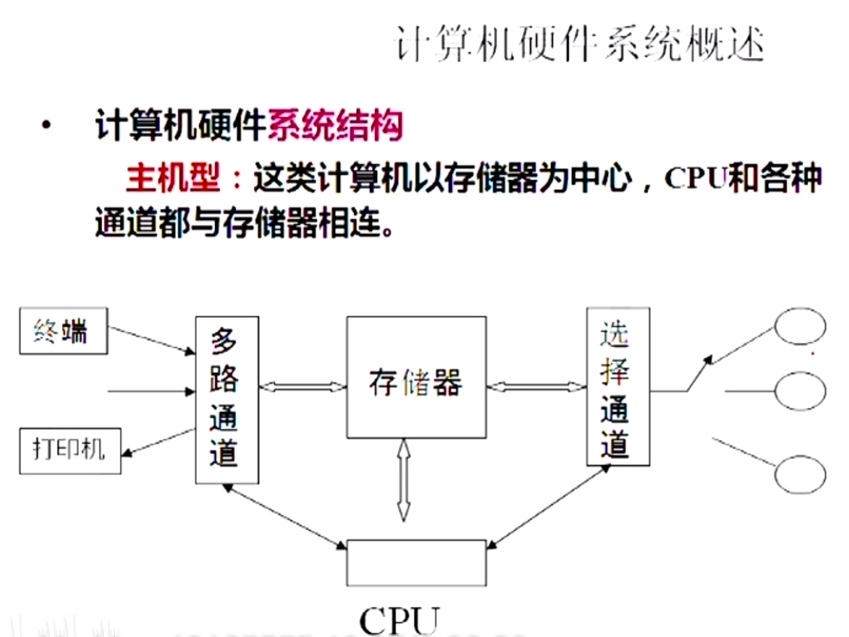 计算机硬件系统概述
• 计算机硬件系统结构
主机型：这类计算机以存储器为中心，CPU和各种
通道都与存储器相连。
终端
打印机
多路通道
存储器
选择通道
CPU